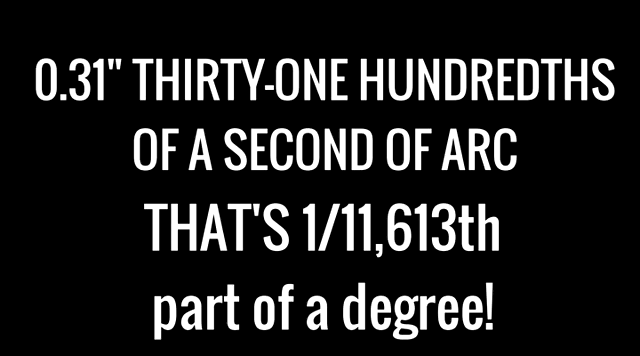 0.31" THIRTY-ONE HUNDREDTHS
OF A SECOND OF ARC
THAT'S 1/11,613th
part of a degree!